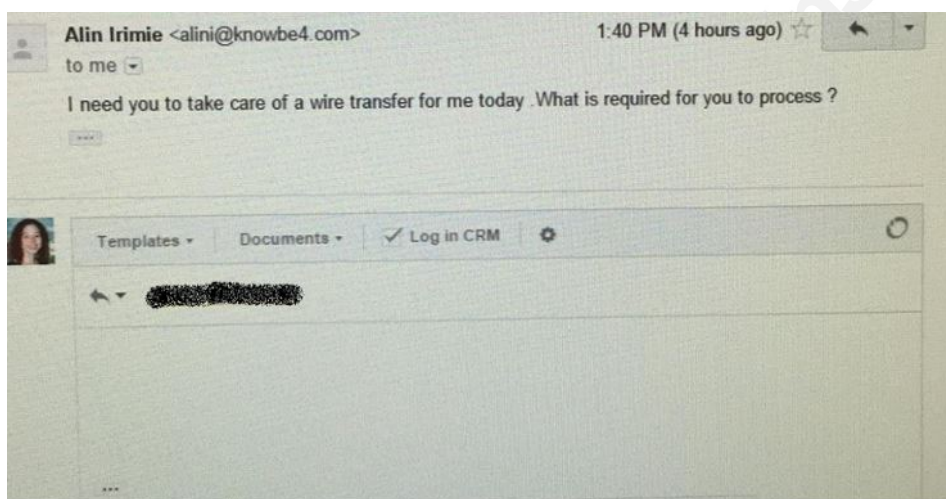 Alin Irimie <alini@knowbe4.com> 1:40 PM (4 hours ago)
to me
I need you to take care of a wire transfer for me today .What is required for you to process ?
...
Templates Documents Log in CRM
...